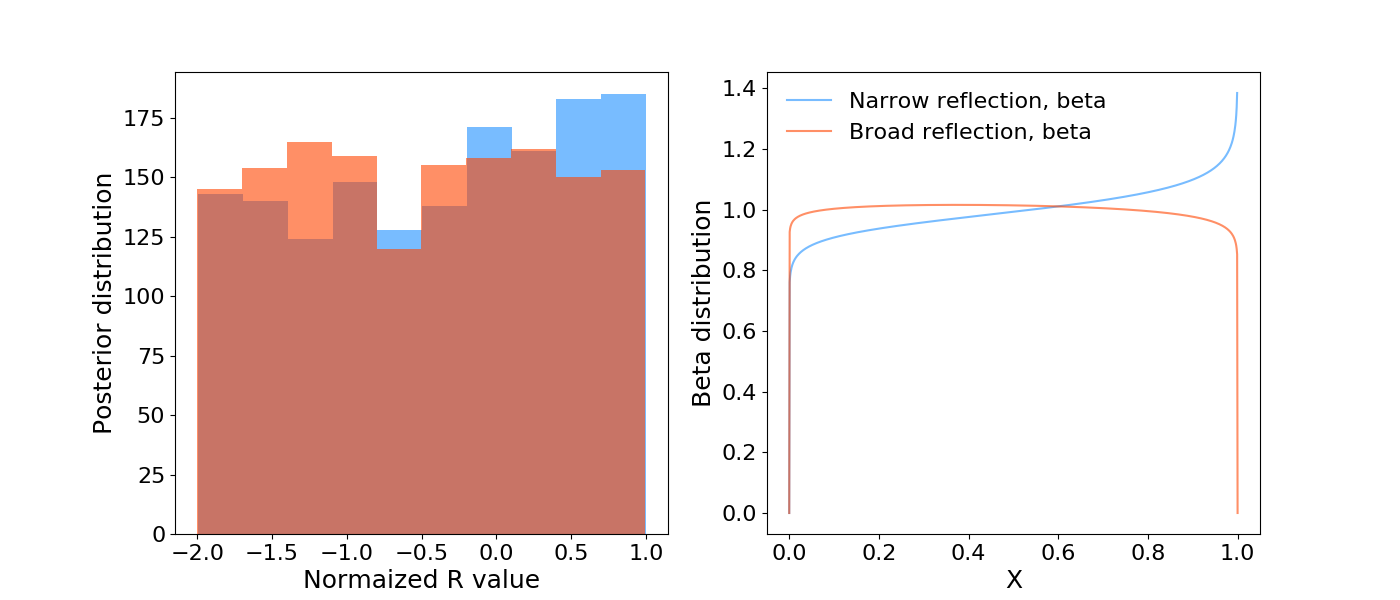 Posterior distribution
175
150
125
100
75
50
25
0
−2.0 −1.5 −1.0 −0.5 0.0 0.5 1.0
Normaized R value
Beta distribution
1.4
1.2
1.0
0.8
0.6
0.4
0.2
0.0
Narrow reflection, beta
Broad reflection, beta
0.0 0.2 0.4 0.6 0.8 1.0
X